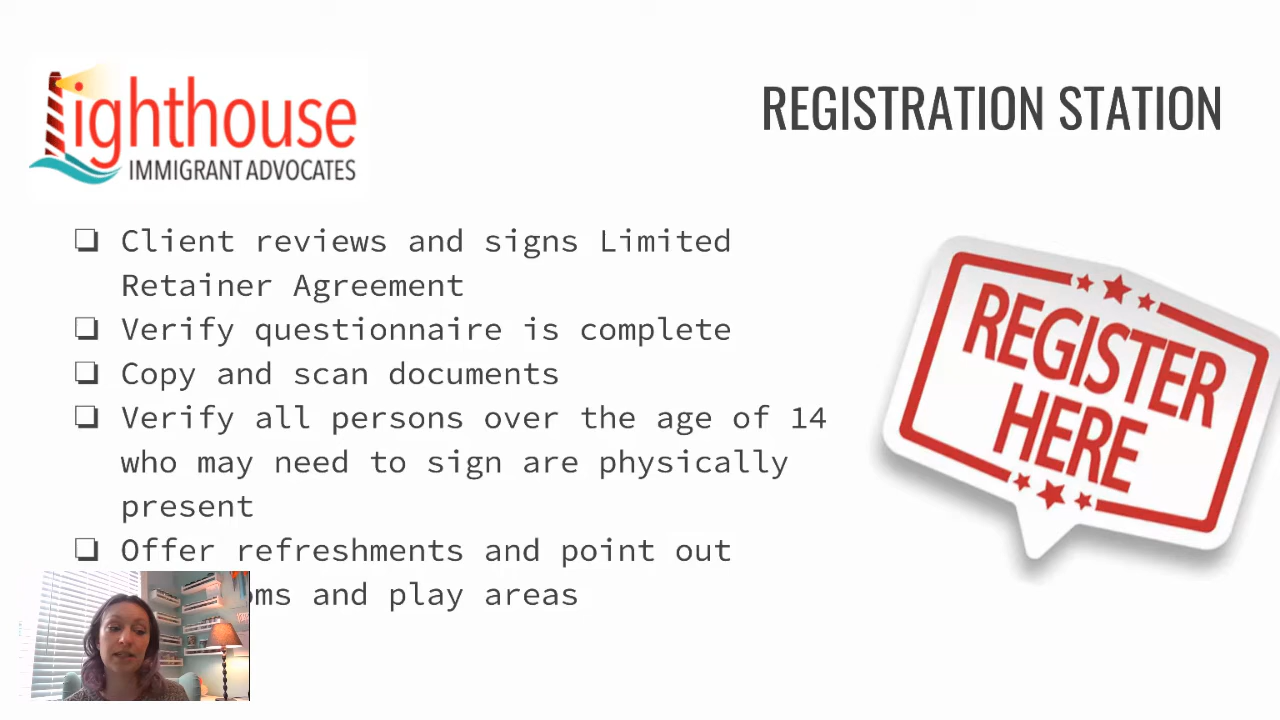 lighthouse
IMMIGRANT ADVOCATES
REGISTRATION STATION
❏ Client reviews and signs Limited
Retainer Agreement
❏ Verify questionnaire is complete
❏ Copy and scan documents
❏ Verify all persons over the age of 14
who may need to sign are physically
present
❏ Offer refreshments and point out
and play areas
REGISTER
HERE